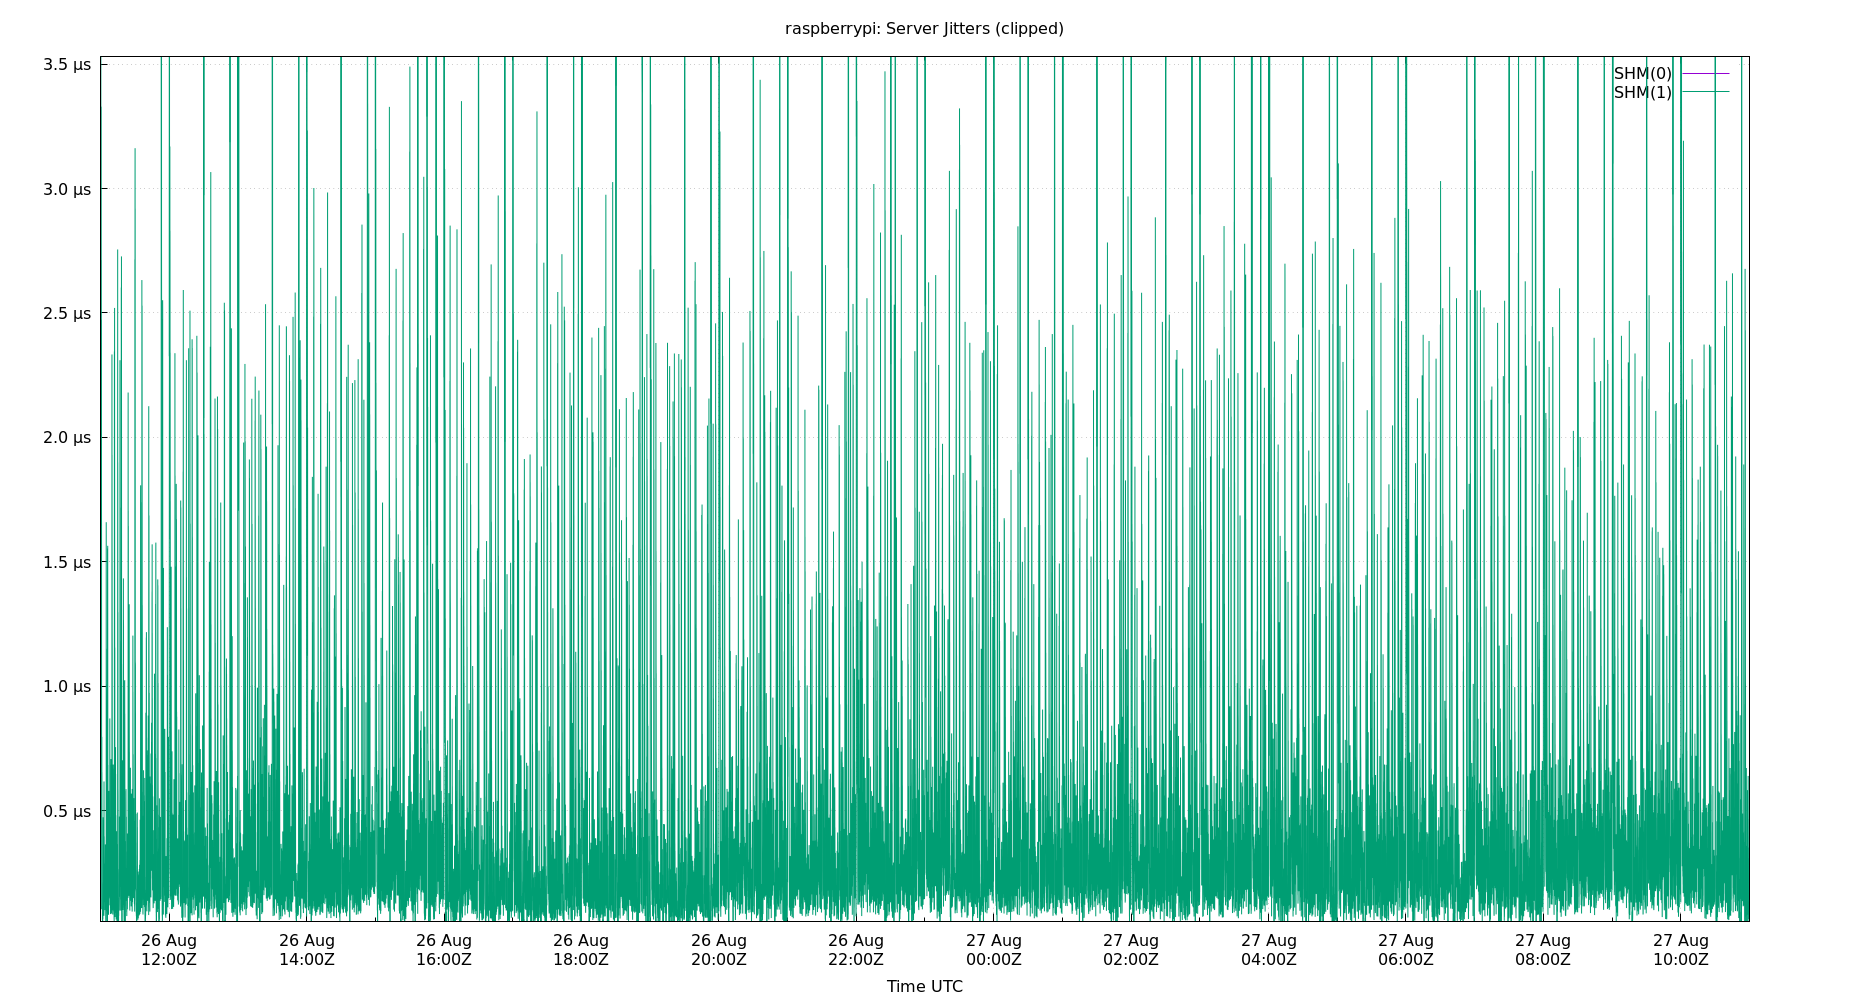 raspberrypi: Server Jitters (clipped)
3.5 µs
SHM(0)
SHM(1)
3.0 µs
2.5 µs
2.0 µs
1.5 µs
1.0 µs
0.5 µs
26 Aug 26 Aug 26 Aug 26 Aug 26 Aug 26 Aug 27 Aug 27 Aug 27 Aug 27 Aug 27 Aug 27 Aug
12:00Z 14:00Z 16:00Z 18:00Z 20:00Z 22:00Z 00:00Z 02:00Z 04:00Z 06:00Z 08:00Z 10:00Z
Time UTC